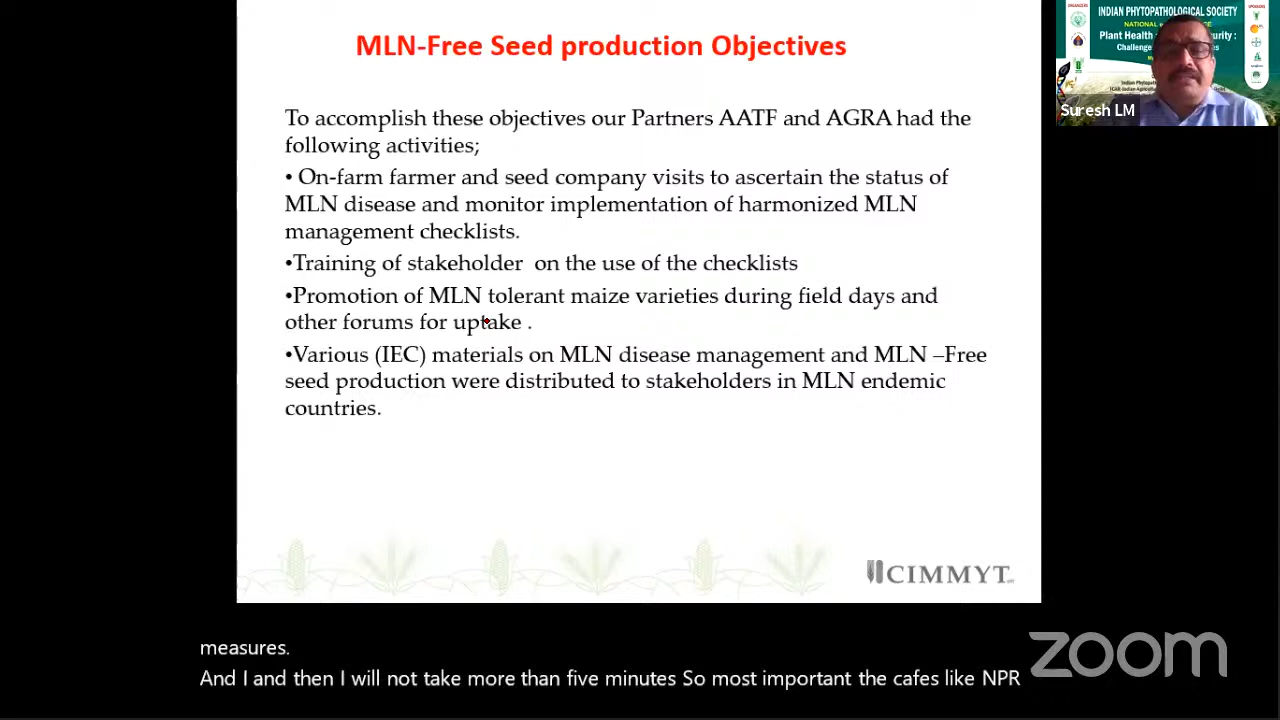 MLN-Free Seed production Objectives
To accomplish these objectives our Partners AATF and AGRA had the
following activities;
• On-farm farmer and seed company visits to ascertain the status of
MLN disease and monitor implementation of harmonized MLN
management checklists.
•Training of stakeholder on the use of the checklists
•Promotion of MLN tolerant maize varieties during field days and
other forums for uptake .
•Various (IEC) materials on MLN disease management and MLN –Free
seed production were distributed to stakeholders in MLN endemic
countries.
CIMMYT
INDIAN PHYTOPATHOLOGICAL SOCIETY
NATIONAL
Plant Health
Suresh LM
measures.
And I and then I will not take more than five minutes So most important the cafes like NPR
zoom